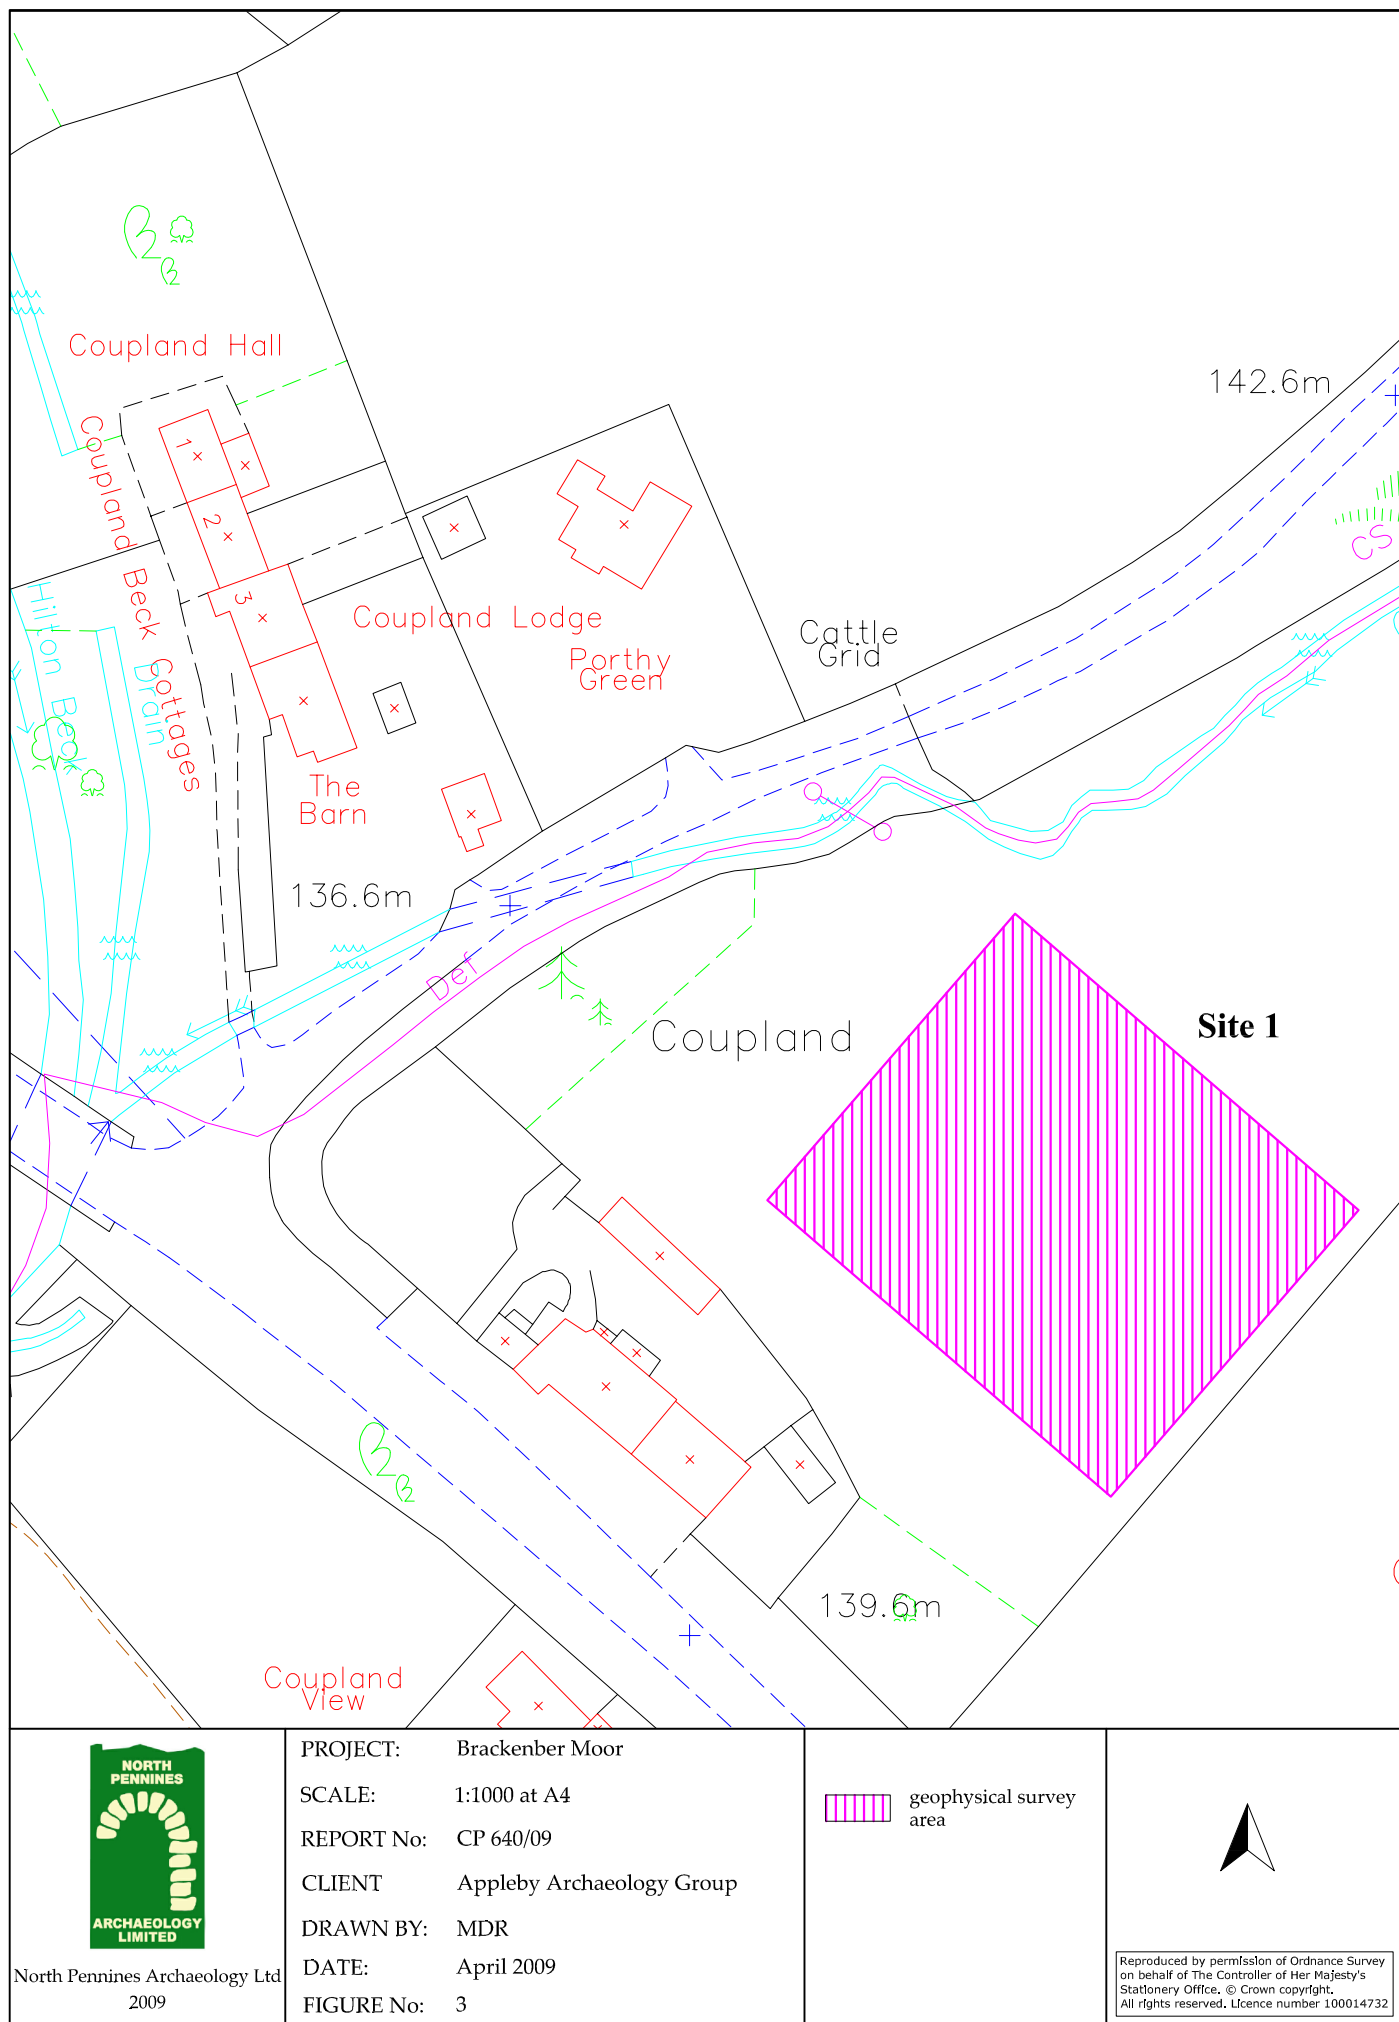 Coupland Hall
142.6m
Coupland Beck Cottages
1
2
3
CS
Hilton Beck
Drain
Coupland Lodge
Porthy
Green
Cattle
Grid
The
Barn
136.6m
Def
Coupland
Site 1
139.6m
Coupland
View
NORTH
PENNINES
ARCHAEOLOGY
LIMITED
North Pennines Archaeology Ltd
2009
PROJECT: Brackenber Moor
SCALE: 1:1000 at A4
REPORT No: CP 640/09
CLIENT Appleby Archaeology Group
DRAWN BY: MDR
DATE: April 2009
FIGURE No: 3
geophysical survey
area
Reproduced by permission of Ordnance Survey
on behalf of The Controller of Her Majesty's
Stationery Office. © Crown copyright.
All rights reserved. Licence number 100014732